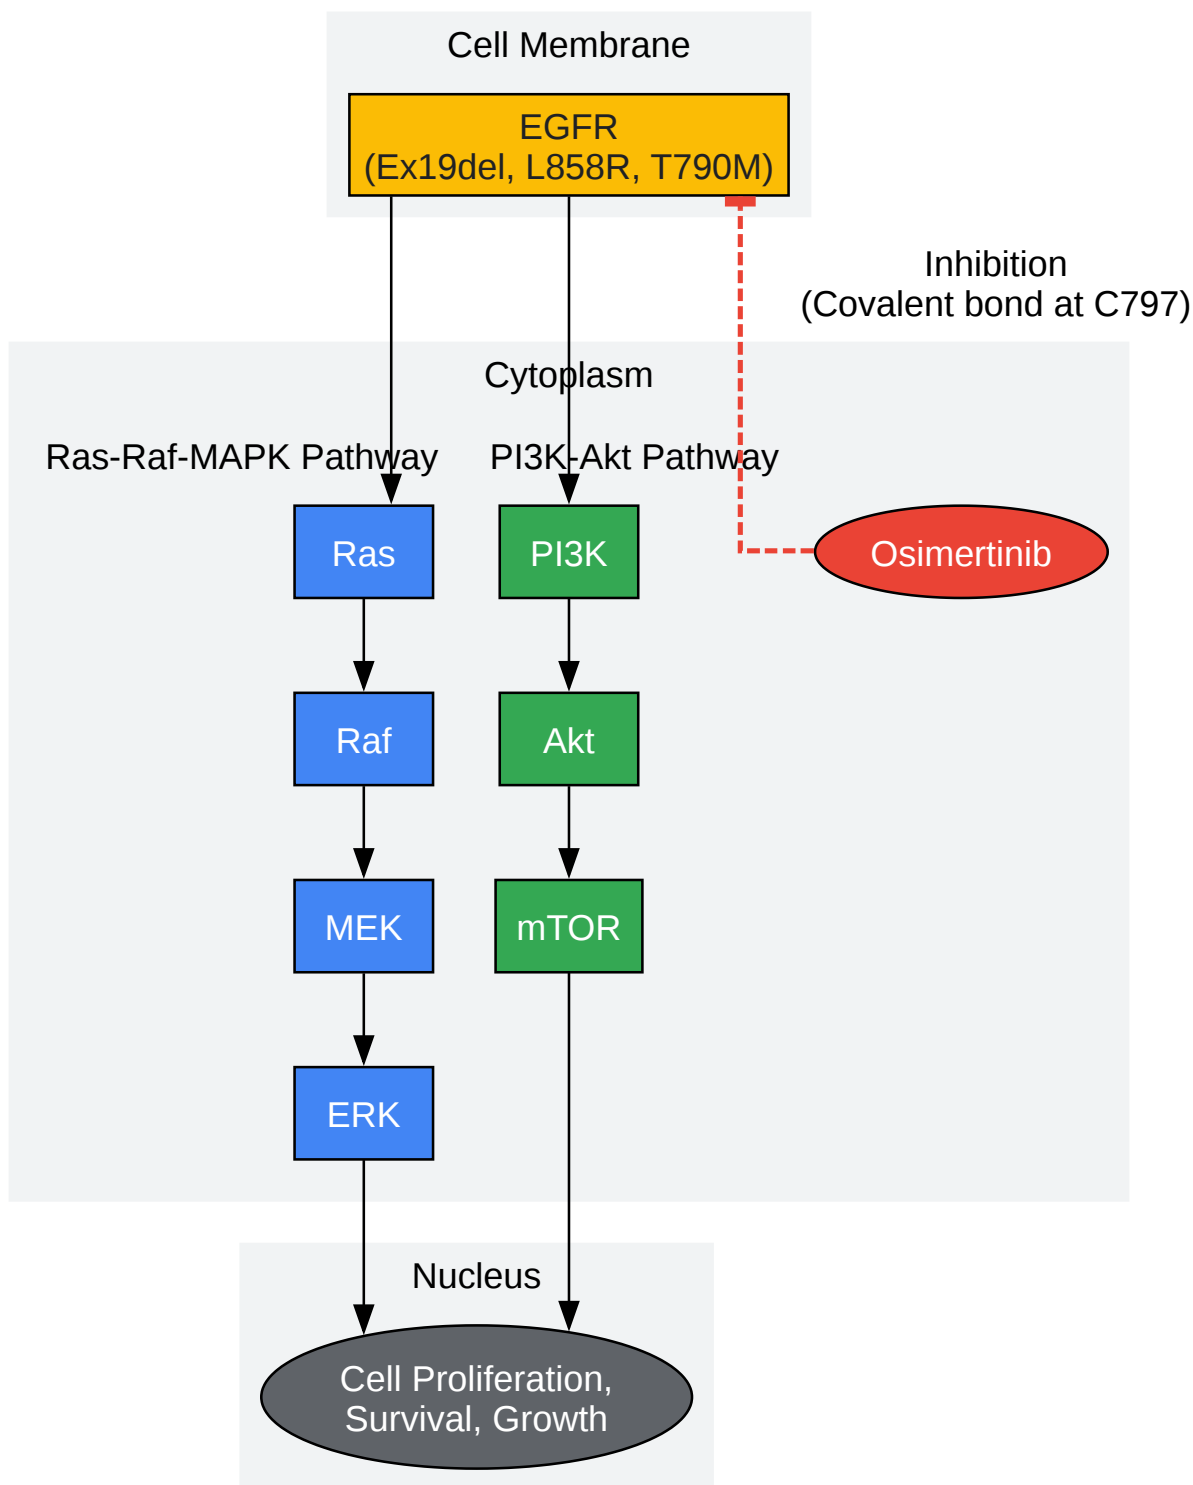 Cell Membrane
EGFR
(Ex19del, L858R, T790M)
Inhibition
(Covalent bond at C797)
Cytoplasm
Ras-Raf-MAPK Pathway
PI3K-Akt Pathway
Ras
PI3K
Osimertinib
Raf
Akt
MEK
mTOR
ERK
Nucleus
Cell Proliferation,
Survival, Growth